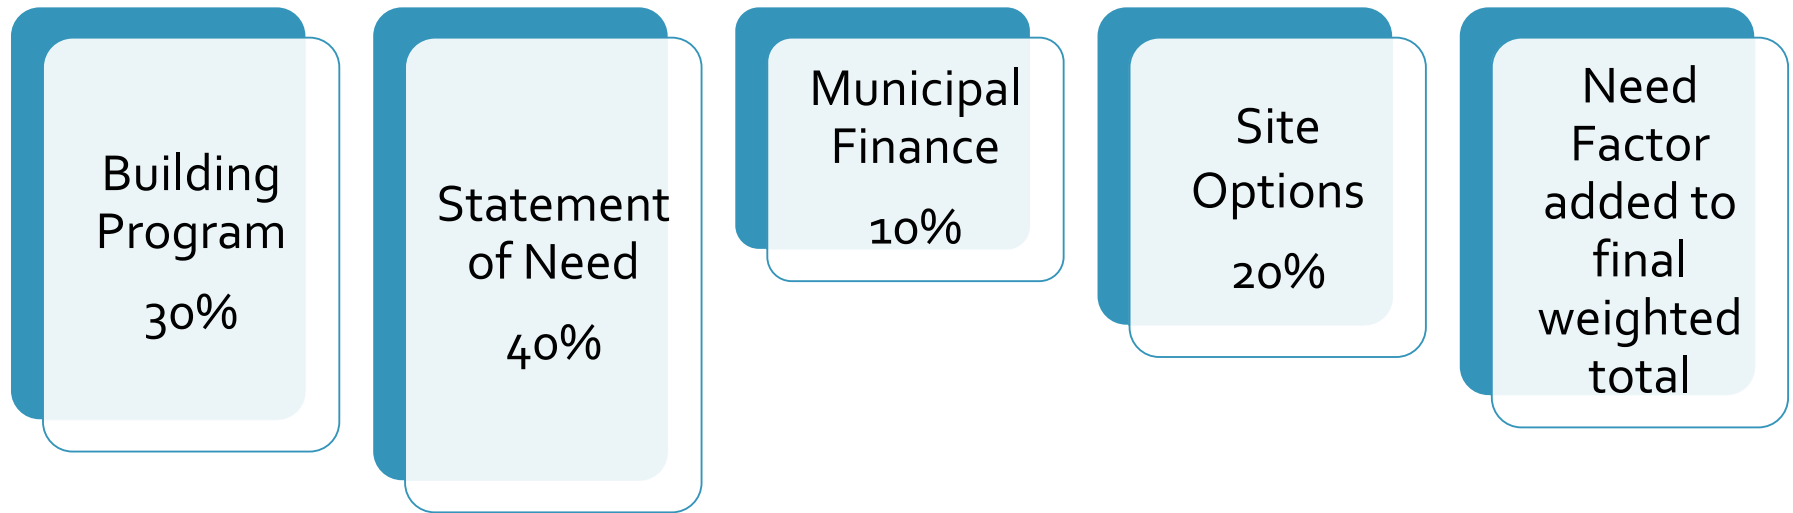 Building
Program
30%
Statement
of Need
40%
Municipal
Finance
10%
Site
Options
20%
Need
Factor
added to
final
weighted
total